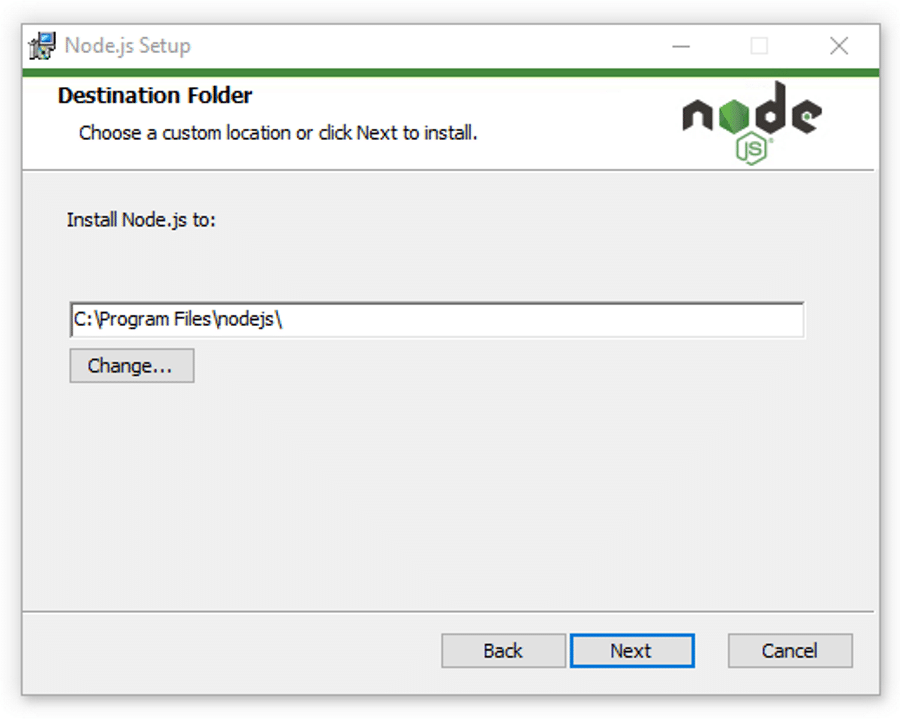 Node.js Setup
Destination Folder
Choose a custom location or click Next to install.
node
JS®
Install Node.js to:
C:\Program Files\nodejs\
Change...
Back Next Cancel